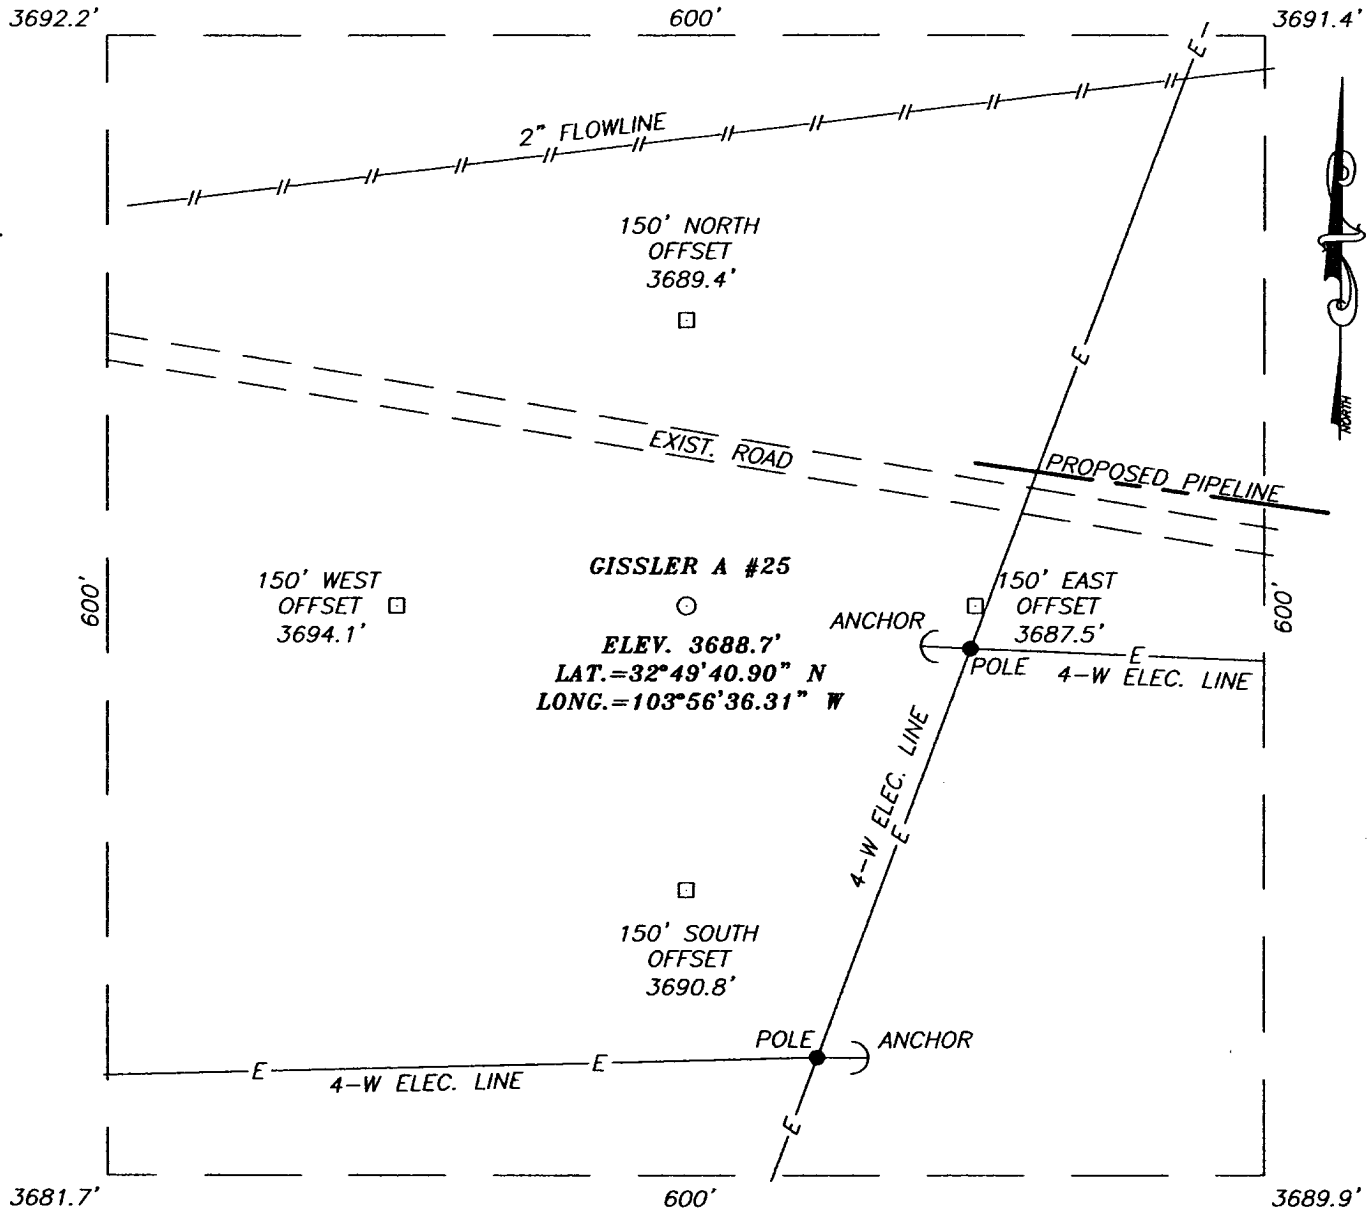 3692.2'
600'
3691.4'
E
2" FLOWLINE
150' NORTH
OFFSET
3689.4'
NORTH
E
EXIST. ROAD
PROPOSED PIPELINE
GISSLER A #25
ELEV. 3688.7'
LAT.=32°49'40.90" N
LONG.=103°56'36.31" W
600'
150' WEST
OFFSET
3694.1'
150' EAST
OFFSET
3687.5'
600'
ANCHOR
POLE
E
4-W ELEC. LINE
4-W ELEC. LINE
E
150' SOUTH
OFFSET
3690.8'
POLE
ANCHOR
E
E
4-W ELEC. LINE
E
3681.7'
600'
3689.9'